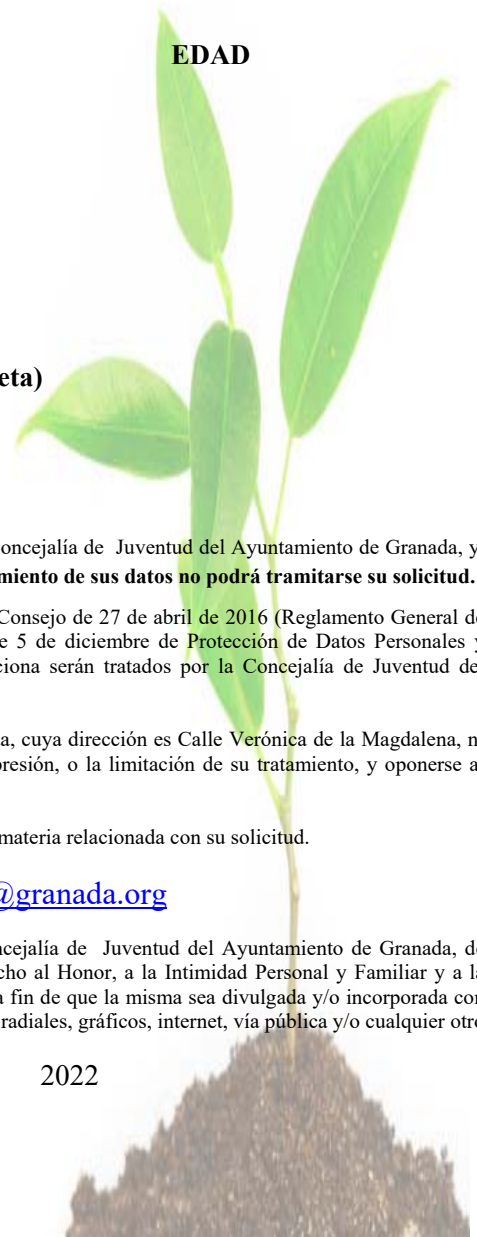 EDAD
eta)
oncejalía de Juventud del Ayuntamiento de Granada, y
miento de sus datos no podrá tramitarse su solicitud.
Consejo de 27 de abril de 2016 (Reglamento General de
e 5 de diciembre de Protección de Datos Personales y
ciona serán tratados por la Concejalía de Juventud de
a, cuya dirección es Calle Verónica de la Magdalena, n
presión, o la limitación de su tratamiento, y oponerse a
materia relacionada con su solicitud.
@granada.org
ncejalía de Juventud del Ayuntamiento de Granada, de
cho al Honor, a la Intimidad Personal y Familiar y a la
a fin de que la misma sea divulgada y/o incorporada con
radiales, gráficos, internet, vía pública y/o cualquier otro
2022